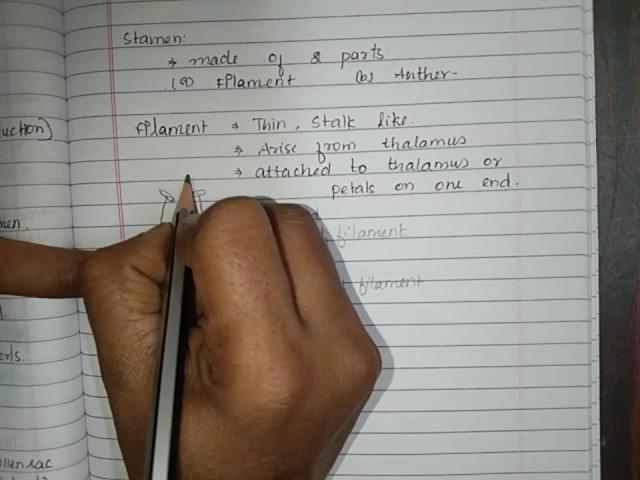 Stamen:
→ made of 2 parts
(a) Filament (b) Anther-
Filament → Thin, stalk like.
→ Arise from thalamus
→ attached to thalamus or
petals on one end.
filament
filament
uction)
men.
llen sac